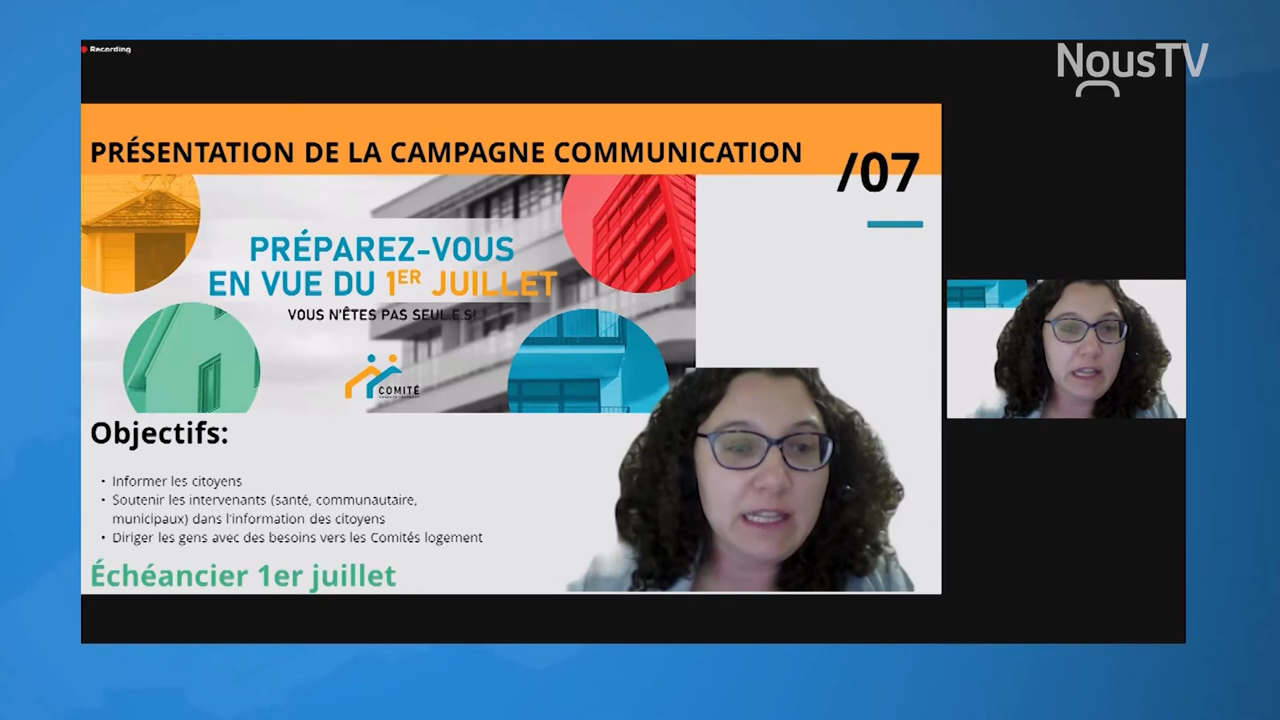 Recording
NousTV
PRÉSENTATION DE LA CAMPAGNE COMMUNICATION
/07
PRÉPAREZ-VOUS
EN VUE DU 1ER JUILLET
VOUS N'ÊTES PAS SEUL.E.S!
COMITÉ
Objectifs:
• Informer les citoyens
• Soutenir les intervenants (santé, communautaire,
municipaux) dans l'information des citoyens
• Diriger les gens avec des besoins vers les Comités logement
Échéancier 1er juillet